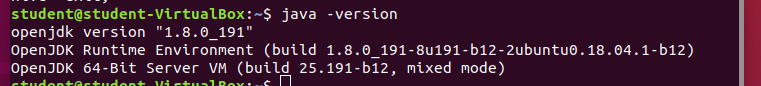 student@student-VirtualBox:~$ java -version
openjdk version "1.8.0_191"
OpenJDK Runtime Environment (build 1.8.0_191-8u191-b12-2ubuntu0.18.04.1-b12)
OpenJDK 64-Bit Server VM (build 25.191-b12, mixed mode)
student@student-VirtualBox:~$